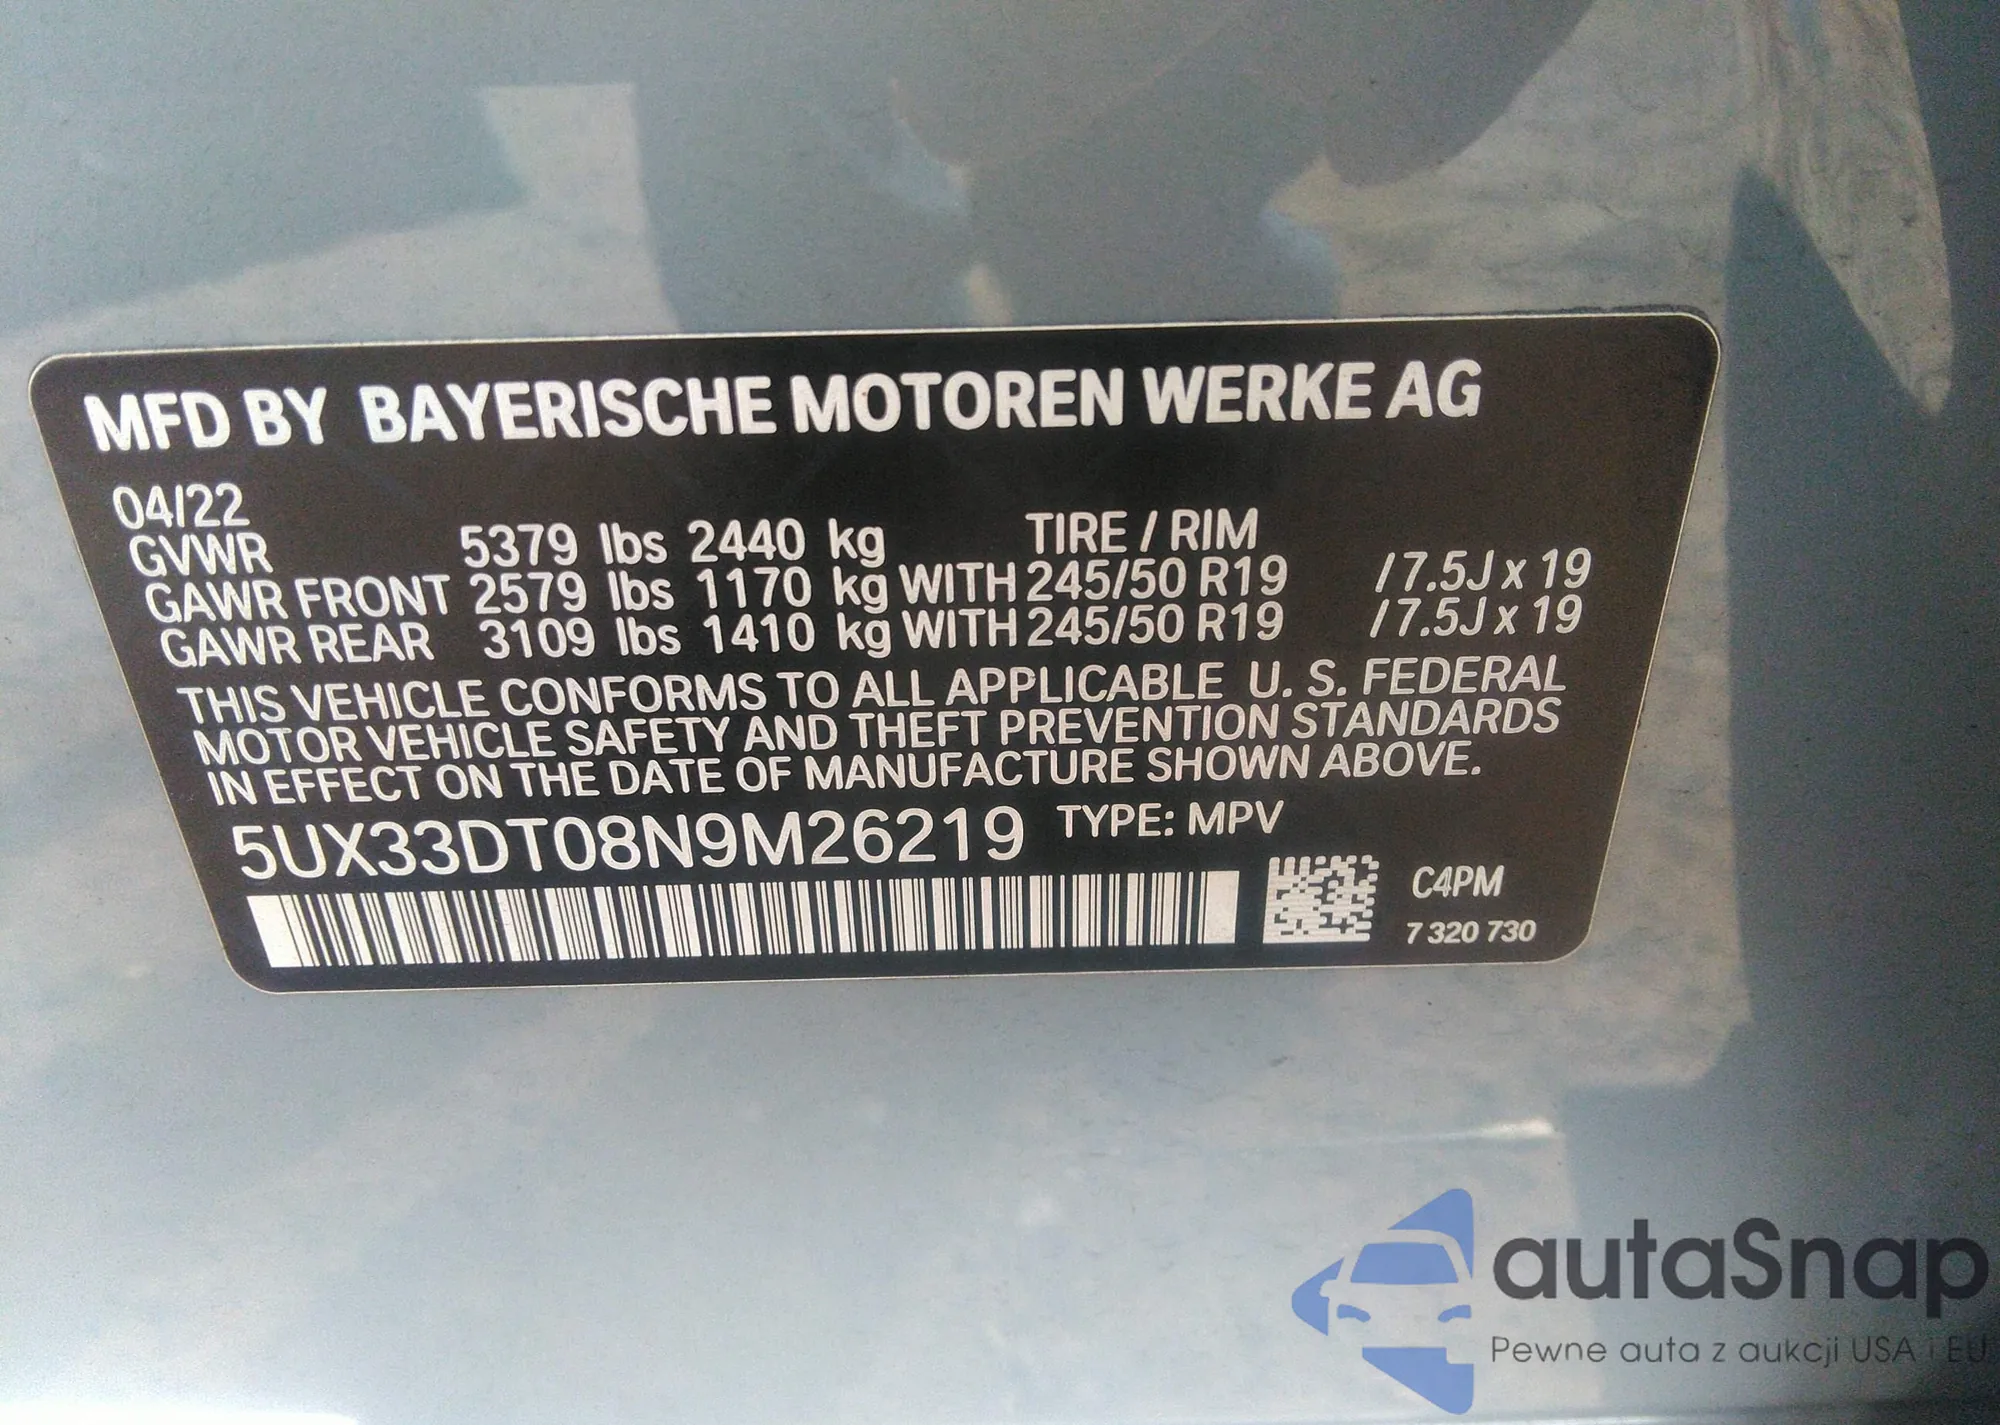 MFD BY BAYERISCHE MOTOREN WERKE AG
04/22
GVWR 5379 lbs 2440 kg TIRE / RIM
GAWR FRONT 2579 lbs 1170 kg WITH 245/50 R19 / 7.5J x 19
GAWR REAR 3109 lbs 1410 kg WITH 245/50 R19 / 7.5J x 19
THIS VEHICLE CONFORMS TO ALL APPLICABLE U. S. FEDERAL
MOTOR VEHICLE SAFETY AND THEFT PREVENTION STANDARDS
IN EFFECT ON THE DATE OF MANUFACTURE SHOWN ABOVE.
5UX33DT08N9M26219 TYPE: MPV
C4PM
7 320 730
autaSnap
Pewne auta z aukcji USA i EU